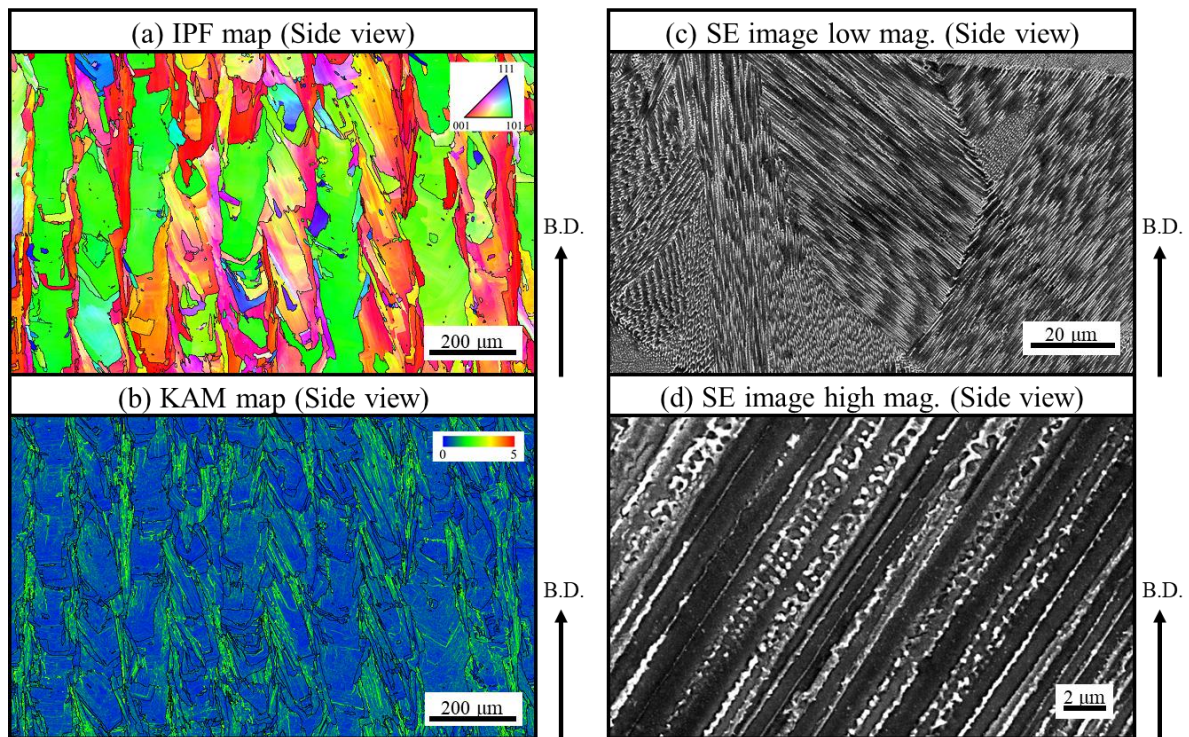 (a) IPF map (Side view)
111
001
101
200 μm
B.D.
(b) KAM map (Side view)
0
5
200 μm
B.D.
(c) SE image low mag. (Side view)
20 μm
B.D.
(d) SE image high mag. (Side view)
2 μm
B.D.